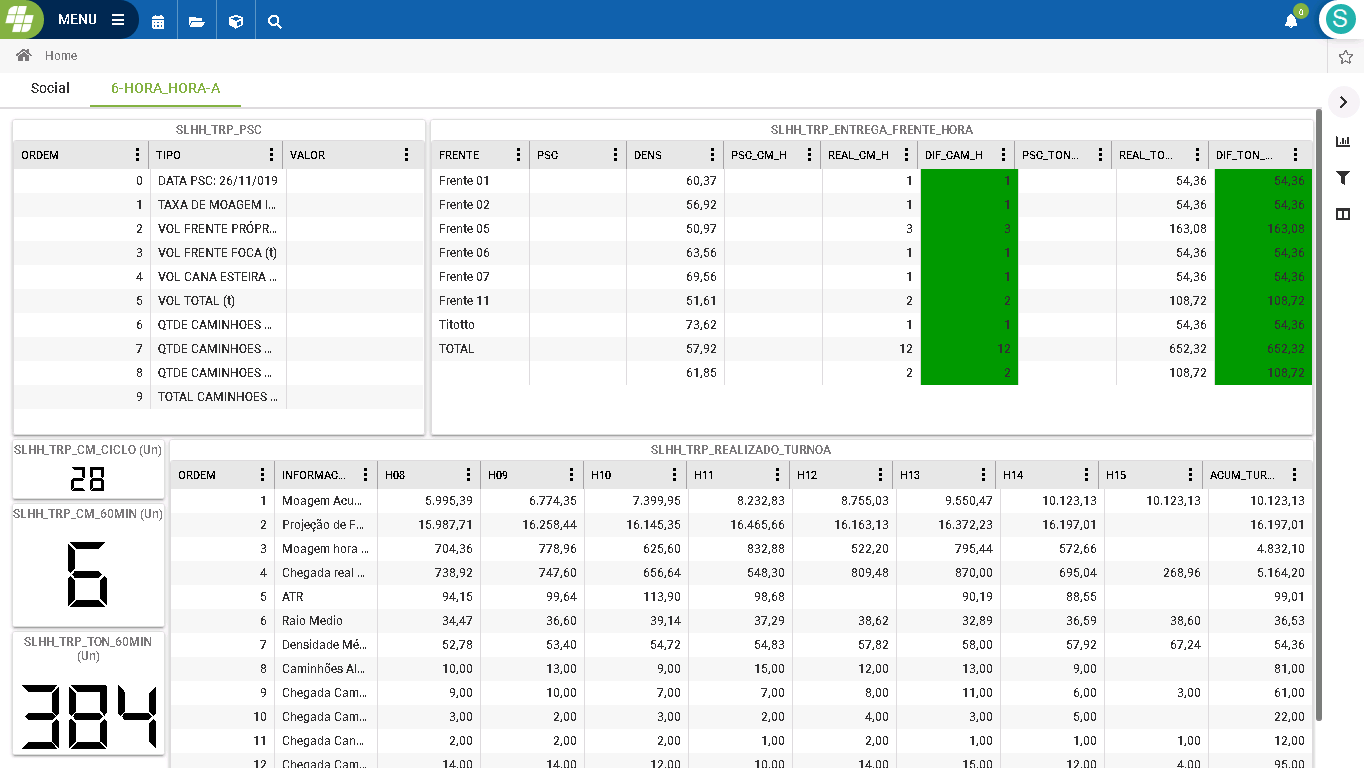 MENU
0
S
Home
Social 6-HORA_HORA-A
SLHH_TRP_PSC
ORDEM TIPO VALOR
0 DATA PSC: 26/11/019
1 TAXA DE MOAGEM I...
2 VOL FRENTE PRÓPR...
3 VOL FRENTE FOCA (t)
4 VOL CANA ESTEIRA ...
5 VOL TOTAL (t)
6 QTDE CAMINHOES ...
7 QTDE CAMINHOES ...
8 QTDE CAMINHOES ...
9 TOTAL CAMINHOES ...
SLHH_TRP_ENTREGA_FRENTE_HORA
FRENTE PSC DENS PSC_CM_H REAL_CM_H DIF_CAM_H PSC_TON... REAL_TO... DIF_TON_...
Frente 01 60,37 1 1 54,36 54,36
Frente 02 56,92 1 1 54,36 54,36
Frente 05 50,97 3 3 163,08 163,08
Frente 06 63,56 1 1 54,36 54,36
Frente 07 69,56 1 1 54,36 54,36
Frente 11 51,61 2 2 108,72 108,72
Titotto 73,62 1 1 54,36 54,36
TOTAL 57,92 12 12 652,32 652,32
61,85 2 2 108,72 108,72
SLHH_TRP_CM_CICLO (Un)
28
SLHH_TRP_CM_60MIN (Un)
6
SLHH_TRP_TON_60MIN
(Un)
384
SLHH_TRP_REALIZADO_TURNOA
ORDEM INFORMAC... H08 H09 H10 H11 H12 H13 H14 H15 ACUM_TUR...
1 Moagem Acu... 5.995,39 6.774,35 7.399,95 8.232,83 8.755,03 9.550,47 10.123,13 10.123,13 10.123,13
2 Projeção de F... 15.987,71 16.258,44 16.145,35 16.465,66 16.163,13 16.372,23 16.197,01 16.197,01
3 Moagem hora ... 704,36 778,96 625,60 832,88 522,20 795,44 572,66 4.832,10
4 Chegada real ... 738,92 747,60 656,64 548,30 809,48 870,00 695,04 268,96 5.164,20
5 ATR 94,15 99,64 113,90 98,68 90,19 88,55 99,01
6 Raio Medio 34,47 36,60 39,14 37,29 38,62 32,89 36,59 38,60 36,53
7 Densidade Mé... 52,78 53,40 54,72 54,83 57,82 58,00 57,92 67,24 54,36
8 Caminhões Al... 10,00 13,00 9,00 15,00 12,00 13,00 9,00 81,00
9 Chegada Cam... 9,00 10,00 7,00 7,00 8,00 11,00 6,00 3,00 61,00
10 Chegada Cam... 3,00 2,00 3,00 2,00 4,00 3,00 5,00 22,00
11 Chegada Can... 2,00 2,00 2,00 1,00 2,00 1,00 1,00 1,00 12,00
12 Chegada Cam... 14,00 14,00 12,00 10,00 14,00 15,00 12,00 4,00 95,00